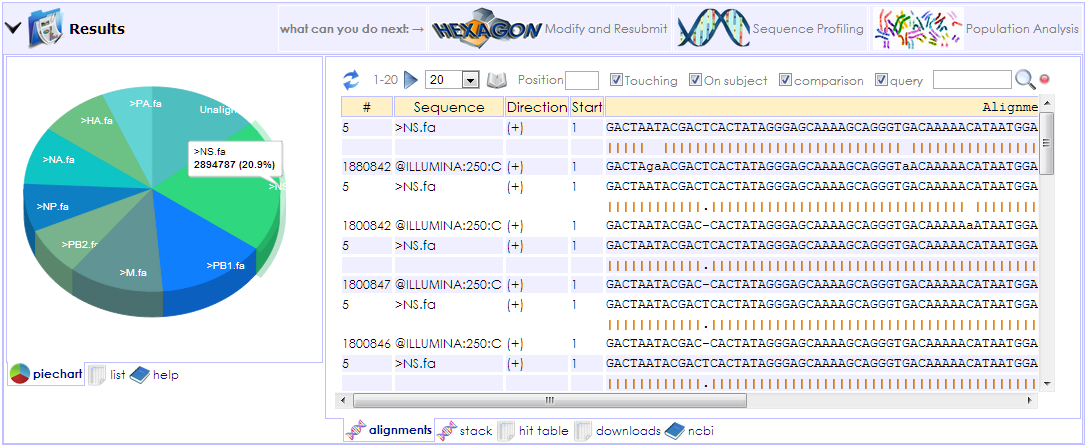 Results
what can you do next: →
HEXAGON Modify and Resubmit
Sequence Profiling
Population Analysis
>PA.fa
Unalign
>HA.fa
>NA.fa
>NP.fa
>PB2.fa
>M.fa
>PB1.fa
>NS.fa
2894787 (20.9%)
piechart list help
1-20 20 Position Touching On subject comparison query
# Sequence Direction Start Alignme
5 >NS.fa (+) 1 GACTAATACGACTCACTATAGGGAGCAAAAGCAGGGTGACAAAAACATAATGGA
1880842 @ILLUMINA:250:C (+) 1 GACTAgaACGACTCACTATAGGGAGCAAAAGCAGGGTaACAAAAACATAATGGA
5 >NS.fa (+) 1 GACTAATACGACTCACTATAGGGAGCAAAAGCAGGGTGACAAAAACATAATGGA
1800842 @ILLUMINA:250:C (+) 1 GACTAATACGAC-CACTATAGGGAGCAAAAGCAGGGTGACAAAAAaATAATGGA
5 >NS.fa (+) 1 GACTAATACGACTCACTATAGGGAGCAAAAGCAGGGTGACAAAAACATAATGGA
1800847 @ILLUMINA:250:C (+) 1 GACTAATACGAC-CACTATAGGGAGCAAAAGCAGGGTGACAAAAACATAATGGA
5 >NS.fa (+) 1 GACTAATACGACTCACTATAGGGAGCAAAAGCAGGGTGACAAAAACATAATGGA
1800846 @ILLUMINA:250:C (+) 1 GACTAATACGAC-CACTATAGGGAGCAAAAGCAGGGTGACAAAAACATAATGGA
5 >NS.fa (+) 1 GACTAATACGACTCACTATAGGGAGCAAAAGCAGGGTGACAAAAACATAATGGA
alignments stack hit table downloads ncbi